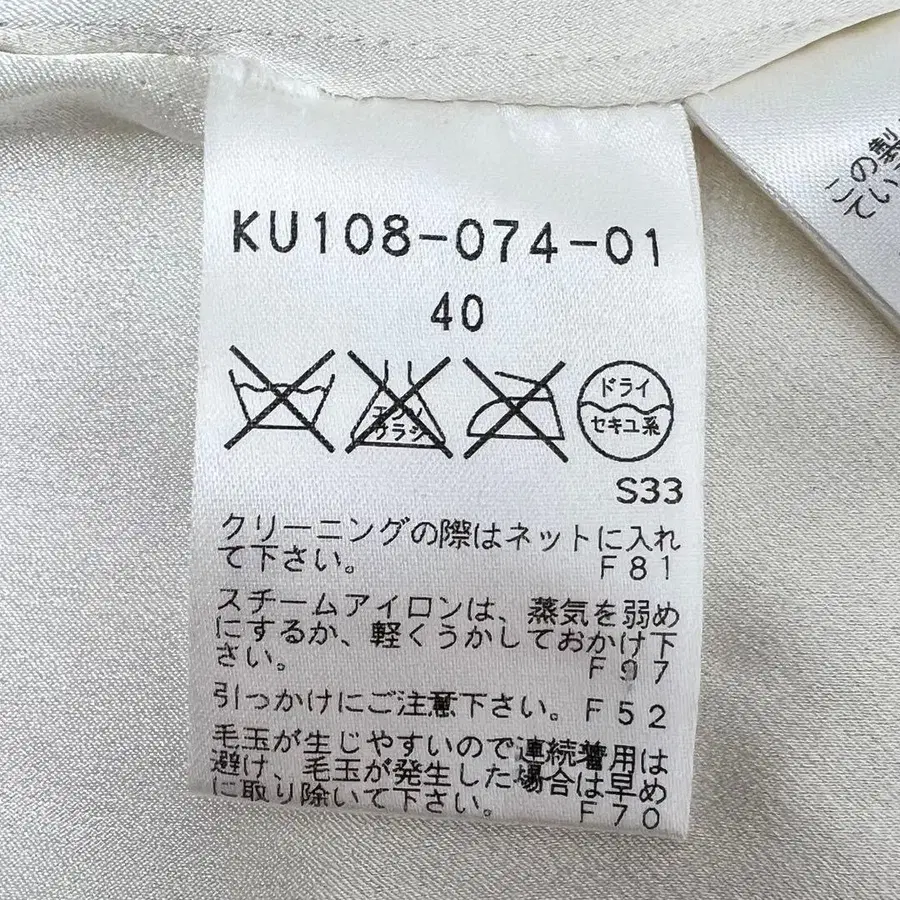 KU108-074-01
40
エンソ
サラシ
ドライ
セキユ系
S33
クリーニングの際はネットに入れ
て下さい。 F81
スチームアイロンは、蒸気を弱め
にするか、軽くうかしておかけ下
さい。 F97
引っかけにご注意下さい。F52
毛玉が生じやすいので連続着用は
避け、毛玉が発生した場合は早め
に取り除いて下さい。 F70
この製
てい